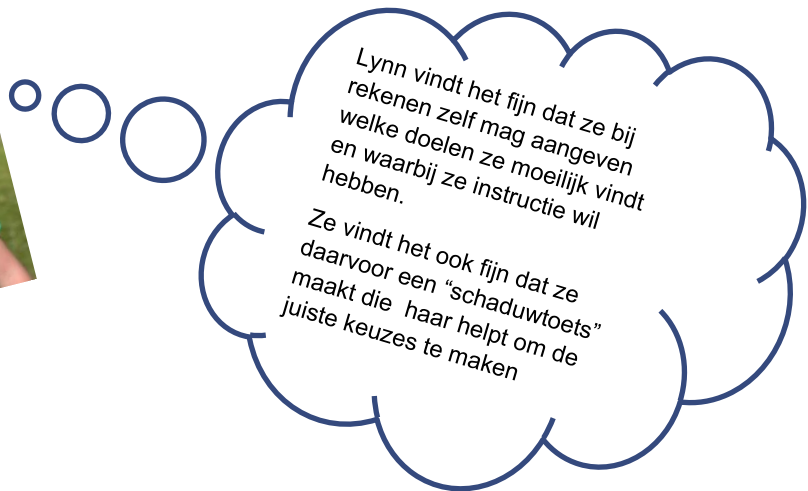 Lynn vindt het fijn dat ze bij
rekenen zelf mag aangeven
welke doelen ze moeilijk vindt
en waarbij ze instructie wil
hebben.
Ze vindt het ook fijn dat ze
daarvoor een “schaduwtoets”
maakt die  haar helpt om de
juiste keuzes te maken